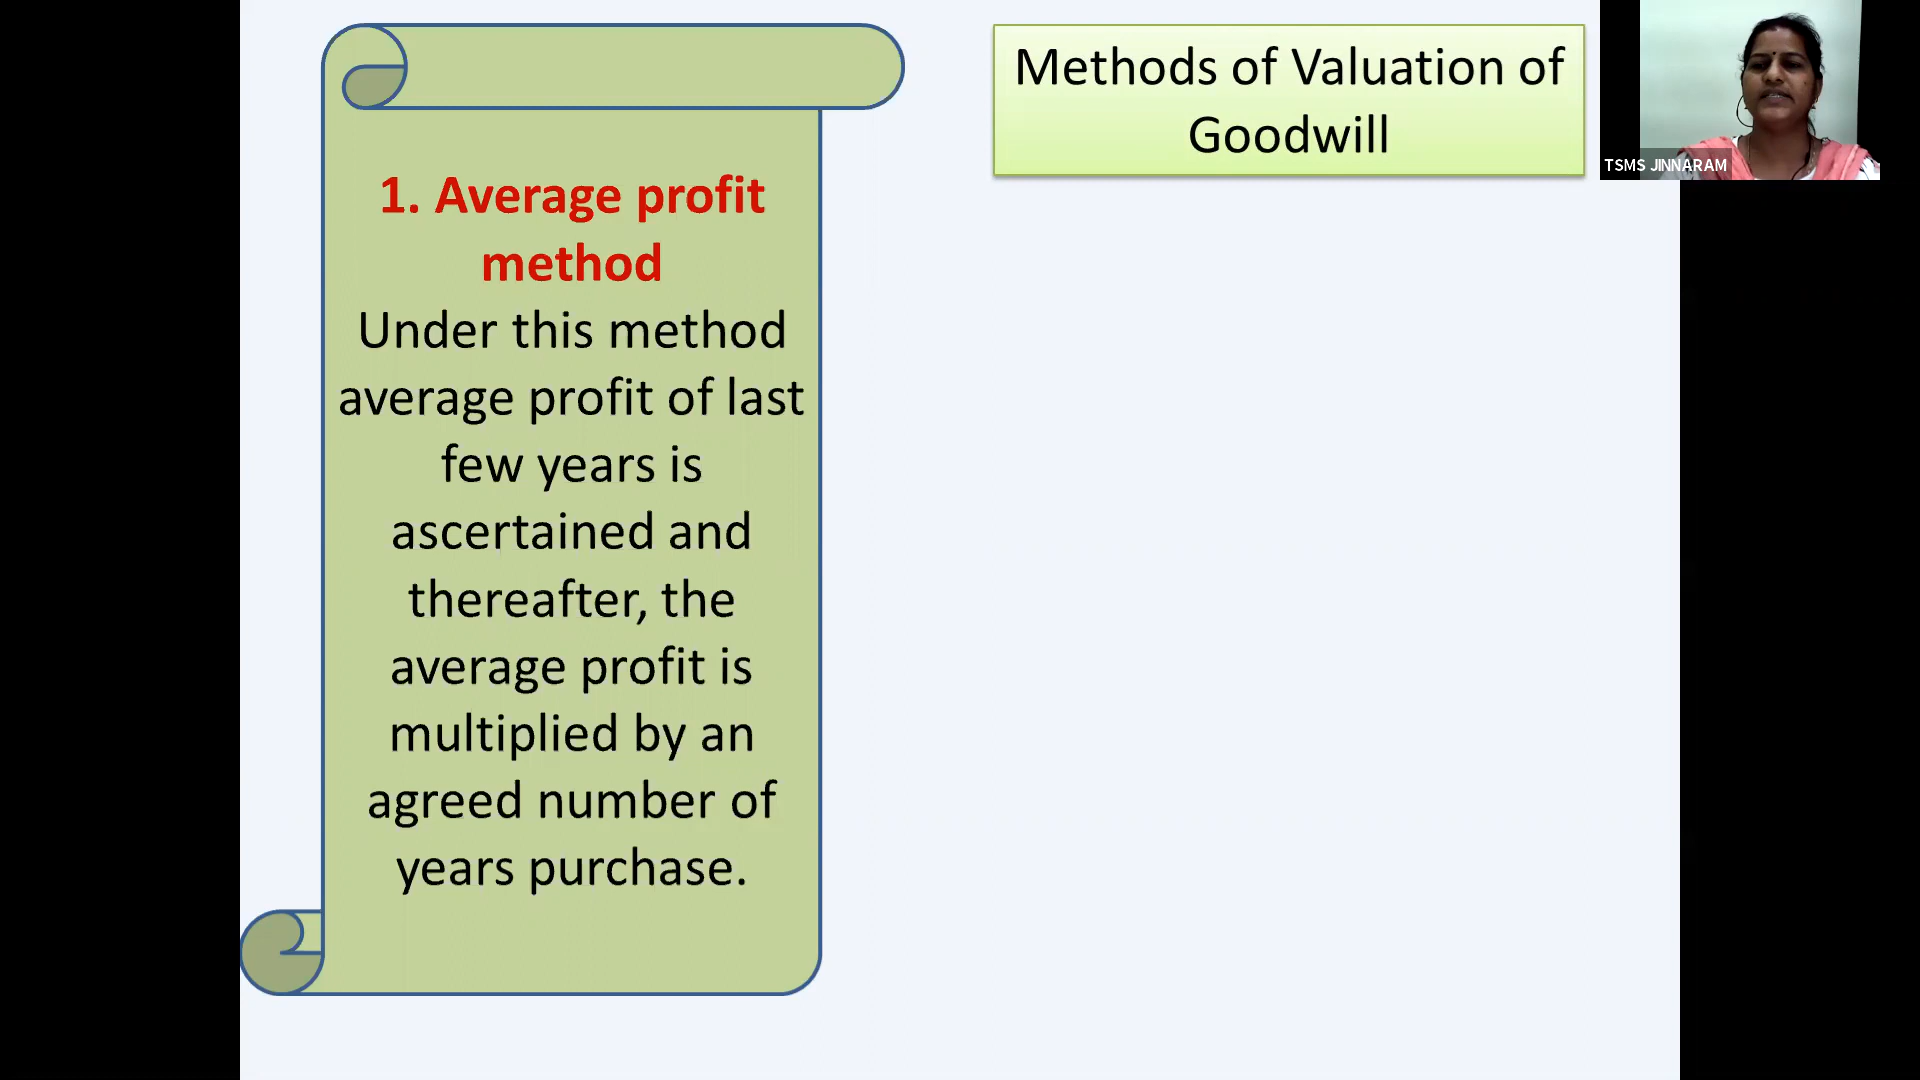 Methods of Valuation of
Goodwill
TSMS JINNARAM
1. Average profit
method
Under this method
average profit of last
few years is
ascertained and
thereafter, the
average profit is
multiplied by an
agreed number of
years purchase.